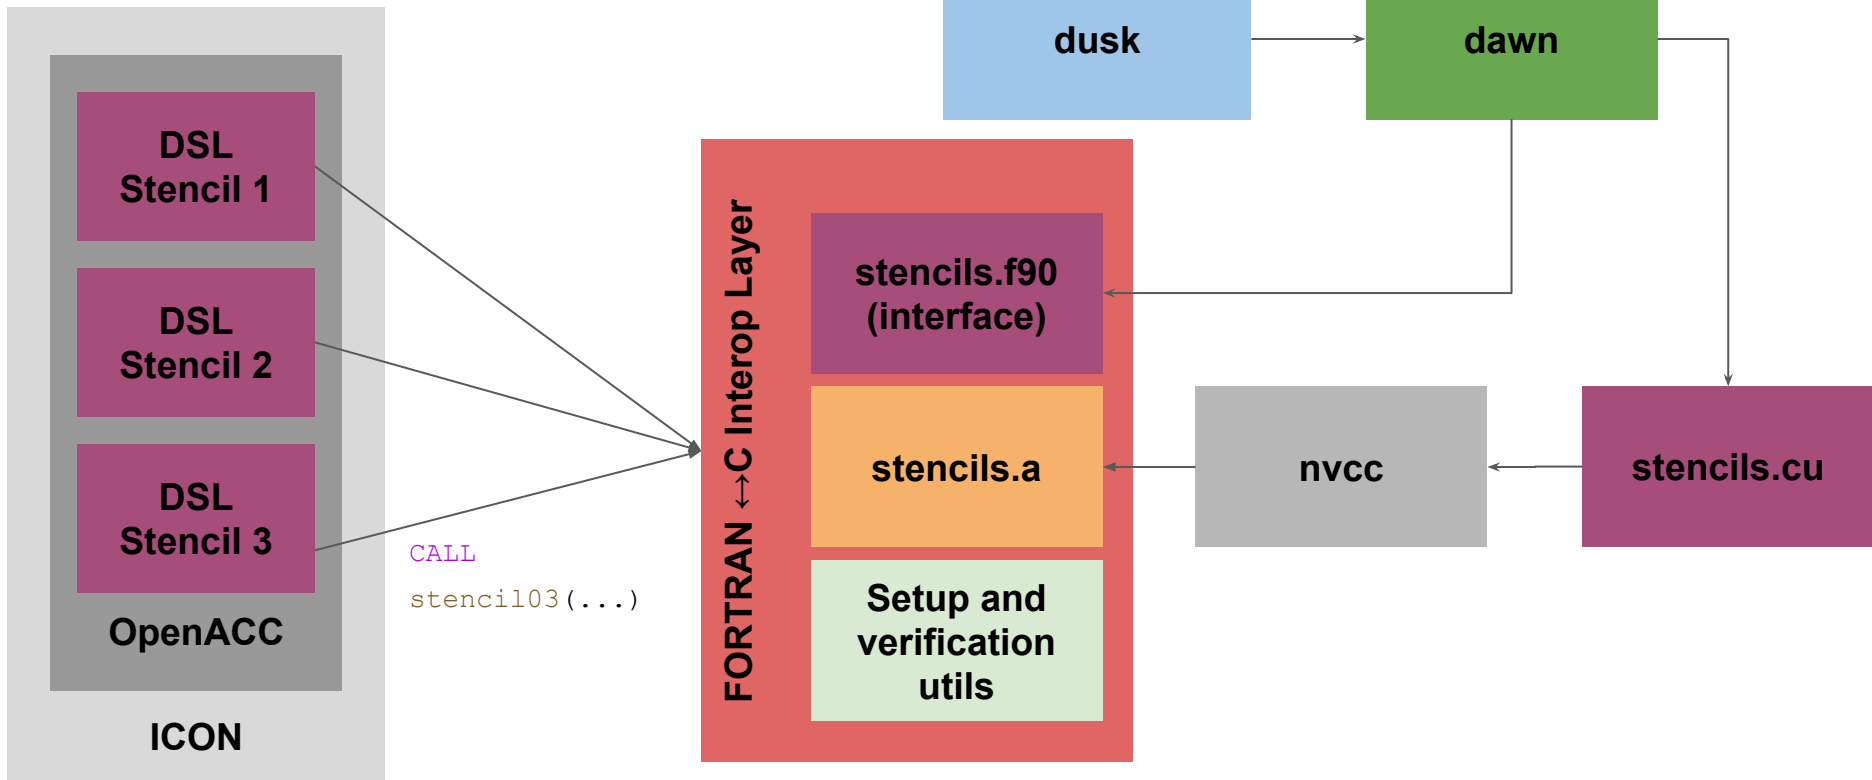 dusk
dawn
DSL
Stencil 1
DSL
Stencil 2
DSL
Stencil 3
OpenACC
ICON
CALL
stencil03(...)
FORTRAN ↔C Interop Layer
stencils.f90
(interface)
stencils.a
Setup and
verification
utils
nvcc
stencils.cu